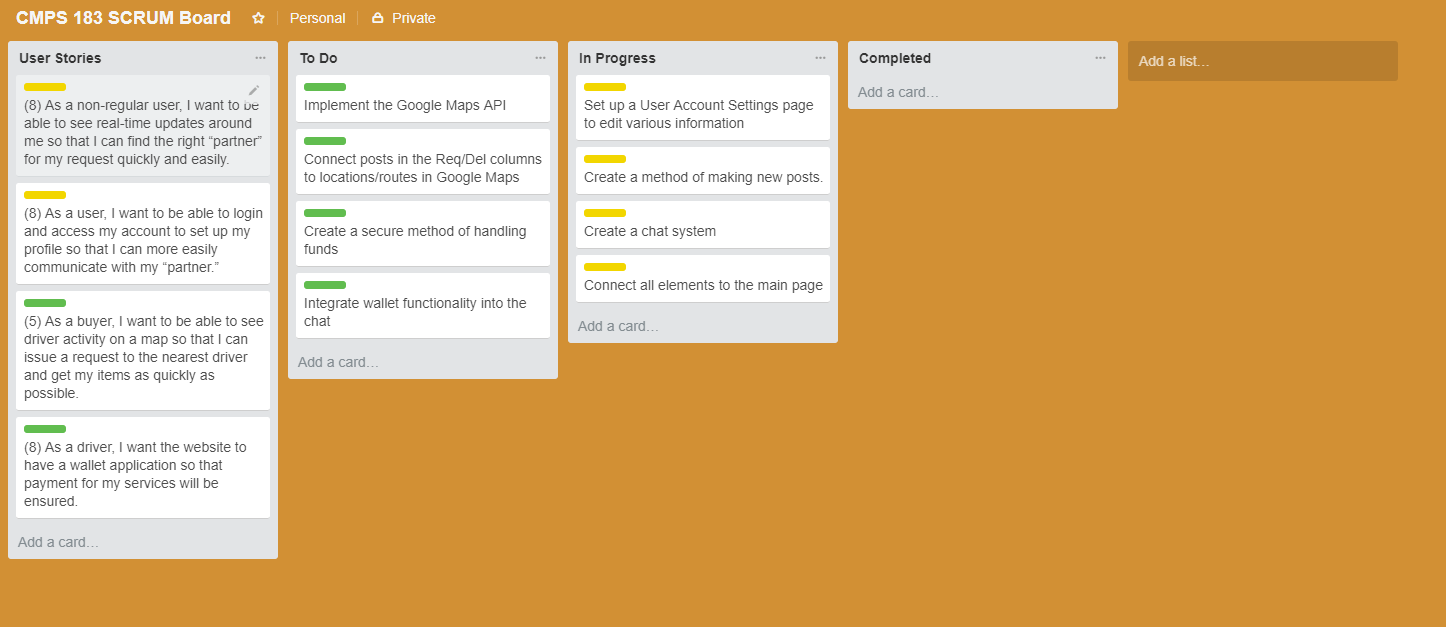 CMPS 183 SCRUM Board Personal Private
User Stories
(8) As a non-regular user, I want to be
able to see real-time updates around
me so that I can find the right “partner”
for my request quickly and easily.
(8) As a user, I want to be able to login
and access my account to set up my
profile so that I can more easily
communicate with my “partner.”
(5) As a buyer, I want to be able to see
driver activity on a map so that I can
issue a request to the nearest driver
and get my items as quickly as
possible.
(8) As a driver, I want the website to
have a wallet application so that
payment for my services will be
ensured.
Add a card…
To Do
Implement the Google Maps API
Connect posts in the Req/Del columns
to locations/routes in Google Maps
Create a secure method of handling
funds
Integrate wallet functionality into the
chat
Add a card…
In Progress
Set up a User Account Settings page
to edit various information
Create a method of making new posts.
Create a chat system
Connect all elements to the main page
Add a card…
Completed
Add a card…
Add a list…